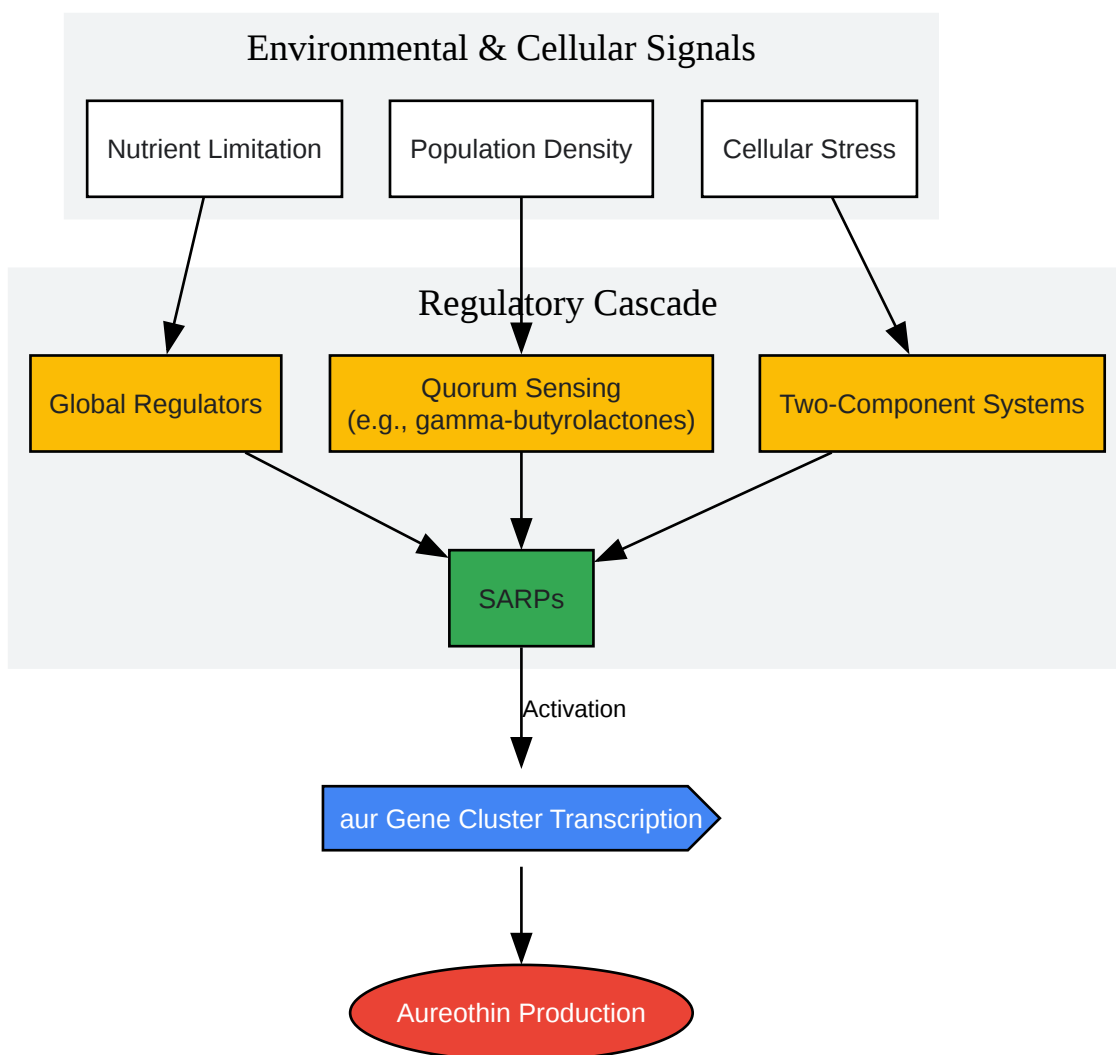 Environmental & Cellular Signals
Nutrient Limitation
Population Density
Cellular Stress
Regulatory Cascade
Global Regulators
Quorum Sensing
(e.g., gamma-butyrolactones)
Two-Component Systems
SARPs
Activation
aur Gene Cluster Transcription
Aureothin Production